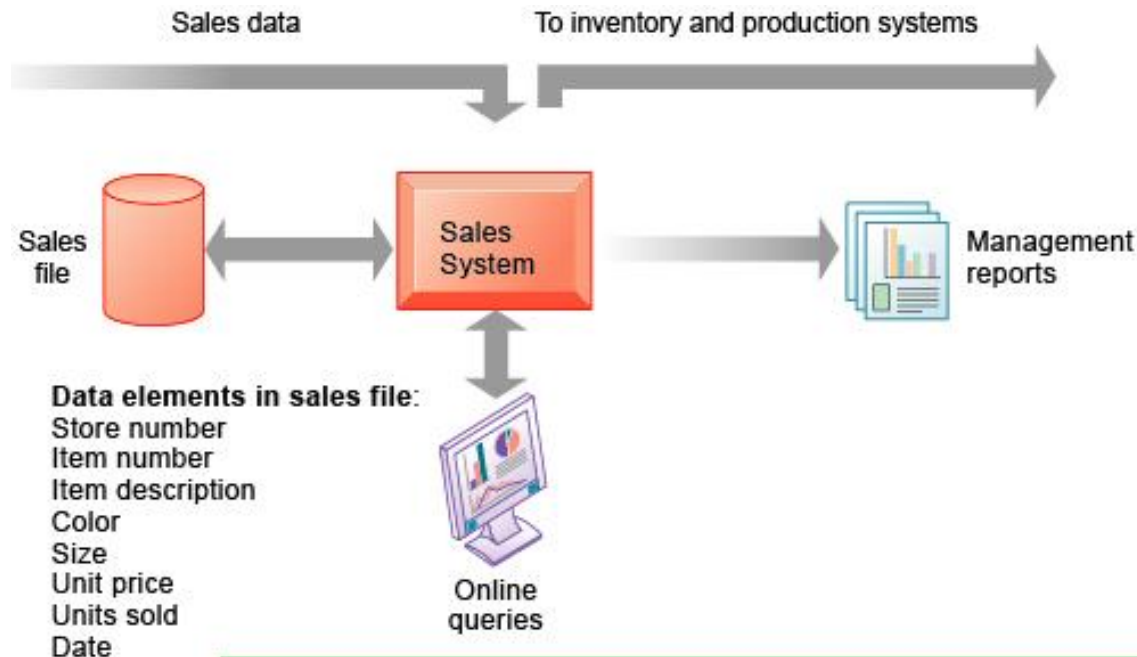 Sales data
To inventory and production systems
Sales
file
Sales
System
Management
reports
Data elements in sales file:
Store number
Item number
Item description
Color
Size
Unit price
Units sold
Date
Online
queries